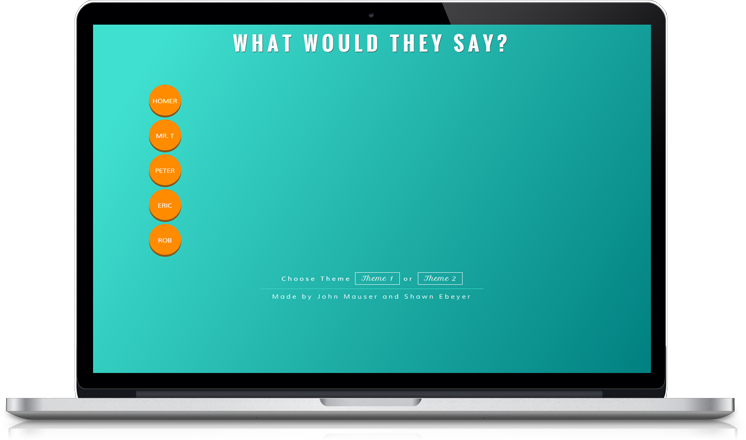 WHAT WOULD THEY SAY?
HOMER
MR. T
PETER
ERIC
ROB
Choose Theme Theme 1 or Theme 2
Made by John Mauser and Shawn Ebeyer